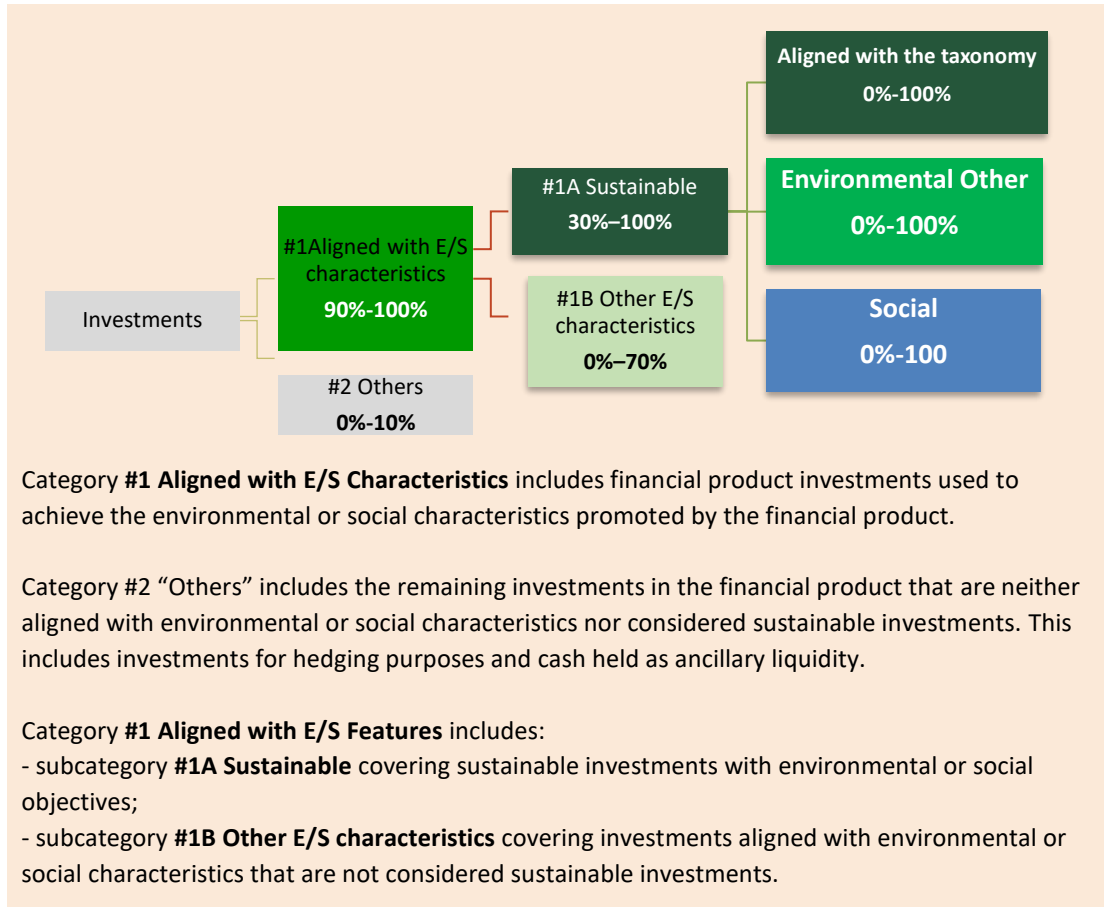 Aligned with the taxonomy
0%-100%
#1A Sustainable
30%–100%
Environmental Other
0%-100%
#1Aligned with E/S
characteristics
90%-100%
#1B Other E/S
characteristics
0%–70%
Investments
Social
0%-100
#2 Others
0%-10%
Category #1 Aligned with E/S Characteristics includes financial product investments used to
achieve the environmental or social characteristics promoted by the financial product.
Category #2 “Others” includes the remaining investments in the financial product that are neither
aligned with environmental or social characteristics nor considered sustainable investments. This
includes investments for hedging purposes and cash held as ancillary liquidity.
Category #1 Aligned with E/S Features includes:
- subcategory #1A Sustainable covering sustainable investments with environmental or social
objectives;
- subcategory #1B Other E/S characteristics covering investments aligned with environmental or
social characteristics that are not considered sustainable investments.